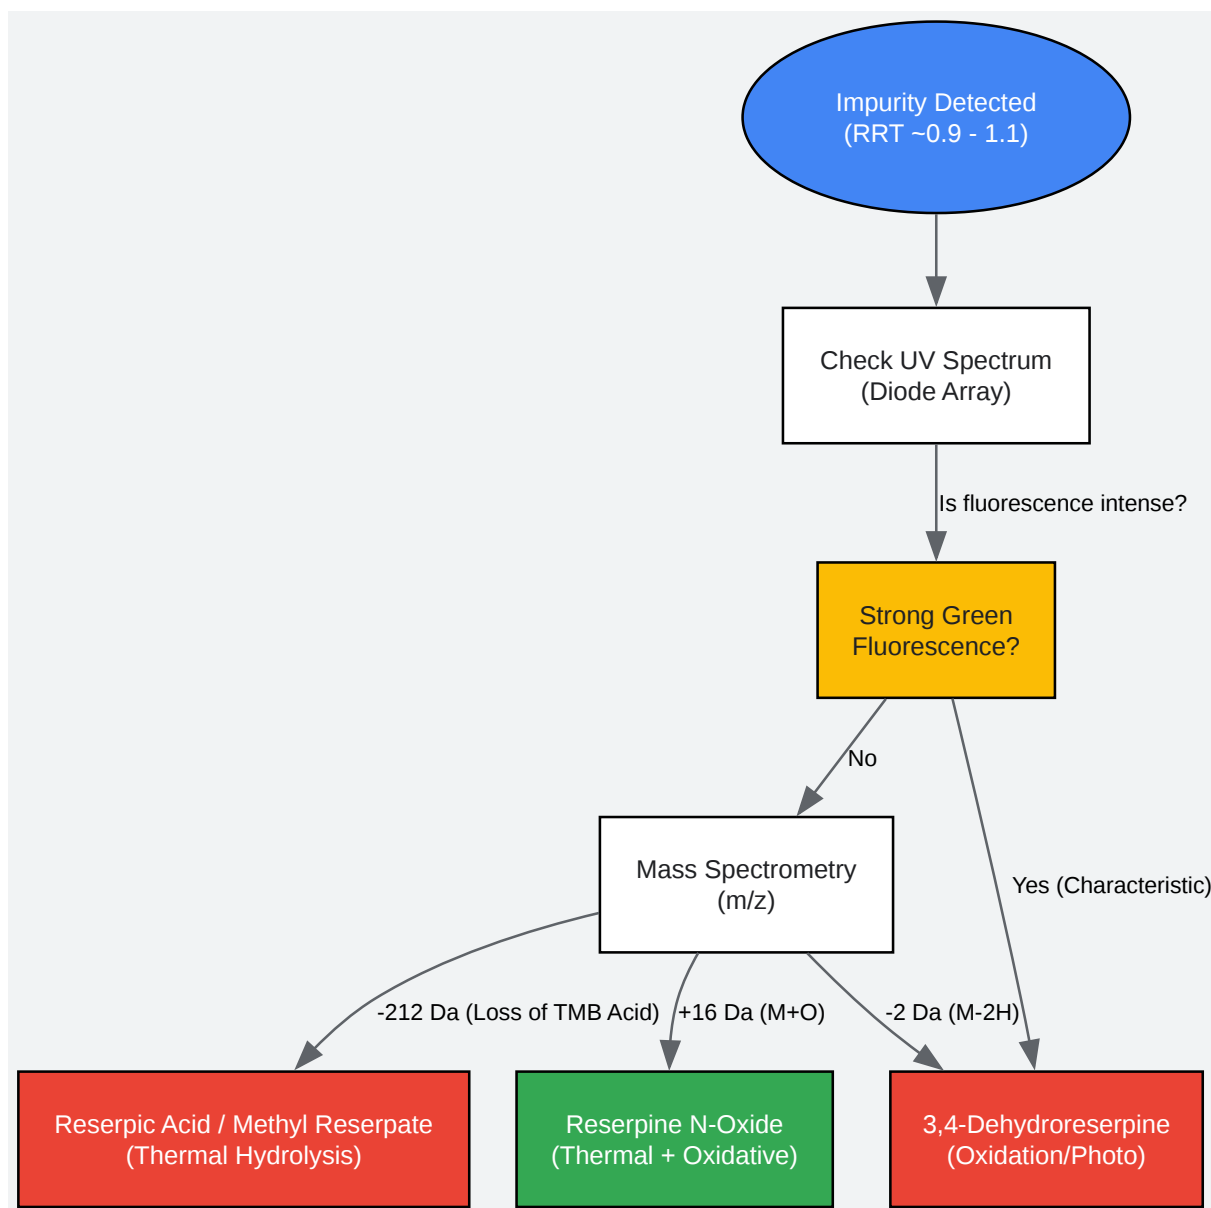 Impurity Detected
(RRT ~0.9 - 1.1)
Check UV Spectrum
(Diode Array)
Is fluorescence intense?
Strong Green
Fluorescence?
No
Mass Spectrometry
(m/z)
Yes (Characteristic)
-212 Da (Loss of TMB Acid)
+16 Da (M+O)
-2 Da (M-2H)
Reserpic Acid / Methyl Reserpate
(Thermal Hydrolysis)
Reserpine N-Oxide
(Thermal + Oxidative)
3,4-Dehydroreserpine
(Oxidation/Photo)